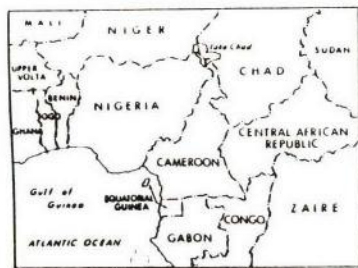 MALI
NIGER
Lake Chad
SUDAN
CHAD
UPPER
VOLTA
BENIN
NIGERIA
TOGO
GHANA
CENTRAL AFRICAN
REPUBLIC
CAMEROON
Gulf of
Guinea
EQUATORIAL
GUINEA
CONGO
ZAIRE
GABON
ATLANTIC OCEAN